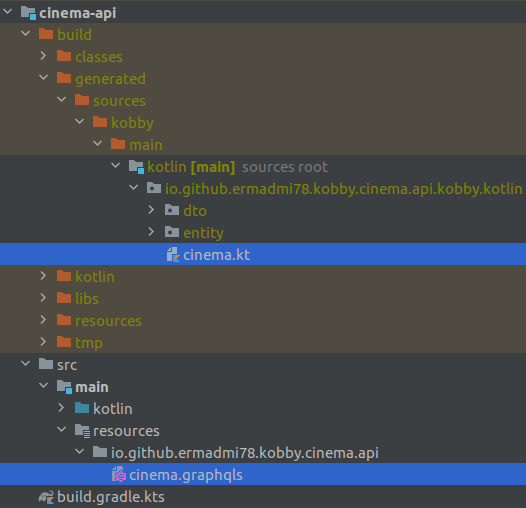 cinema-api
build
classes
generated
sources
kobby
main
kotlin [main] sources root
io.github.ermadmi78.kobby.cinema.api.kobby.kotlin
dto
entity
cinema.kt
kotlin
libs
resources
tmp
src
main
kotlin
resources
io.github.ermadmi78.kobby.cinema.api
cinema.graphqls
build.gradle.kts